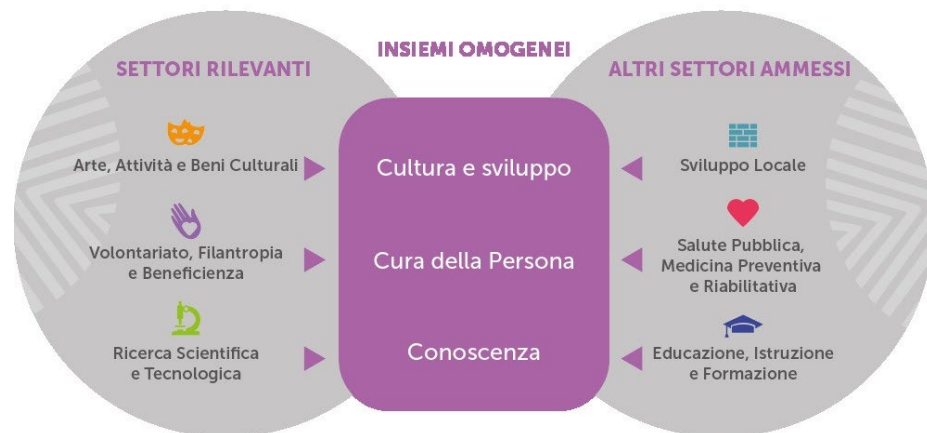 INSIEMI OMOGENEI
SETTORI RILEVANTI
Arte, Attività e Beni Culturali
Volontariato, Filantropia
e Beneficienza
Ricerca Scientifica
e Tecnologica
Cultura e sviluppo
Cura della Persona
Conoscenza
ALTRI SETTORI AMMESSI
Sviluppo Locale
Salute Pubblica,
Medicina Preventiva
e Riabilitativa
Educazione, Istruzione
e Formazione